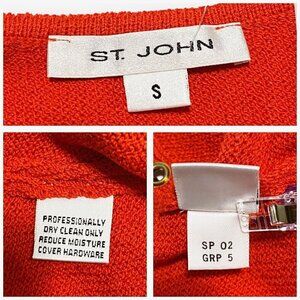 ST. JOHN
S
PROFESSIONALLY
DRY CLEAN ONLY
REDUCE MOISTURE
COVER HARDWARE
SP 02
GRP 5